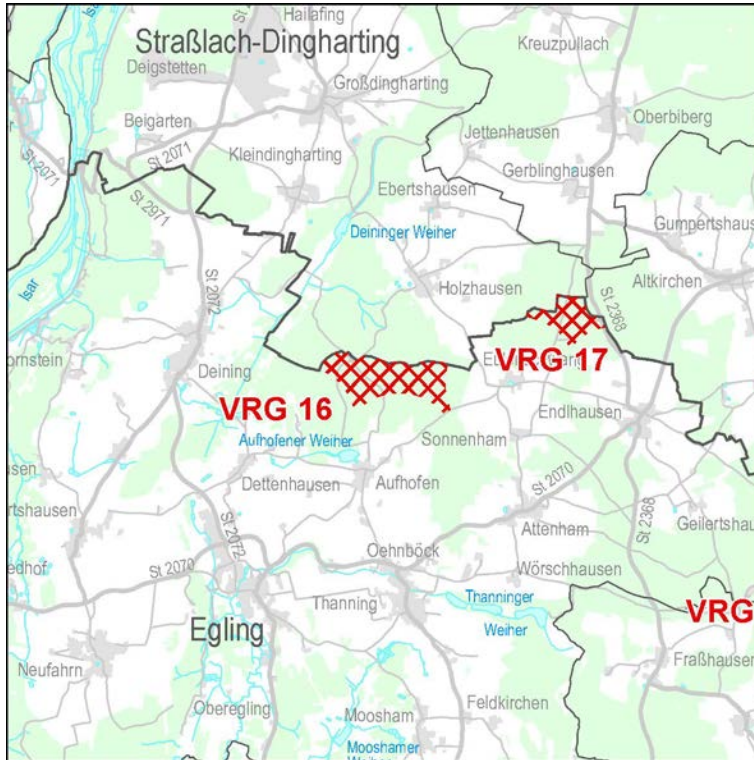 Hailafing
Straßlach-Dingharting
Kreuzpullach
Deigstetten
Großdingharting
Oberbiberg
Beigarten
St 2071
Jettenhausen
St 2071
Kleindingharting
Gerblinghausen
St 2971
Ebertshausen
Gumpertshaus
Deininger Weiher
Isar
St 2072
Holzhausen
Altkirchen
St 2368
ornstein
Deining
VRG 17
VRG 16
Endlhausen
Aufhofener Weiher
Sonnenham
Dettenhausen
Aufhofen
St 2070
rtshausen
St 2072
Attenham
St 2368
Geilertshau
Oehnböck
St 2070
Wörschhausen
Thanning
Thanninger
Weiher
VRG
Egling
Neufahrn
Fraßhausen
Oberegling
Moosham
Feldkirchen
Mooshamer